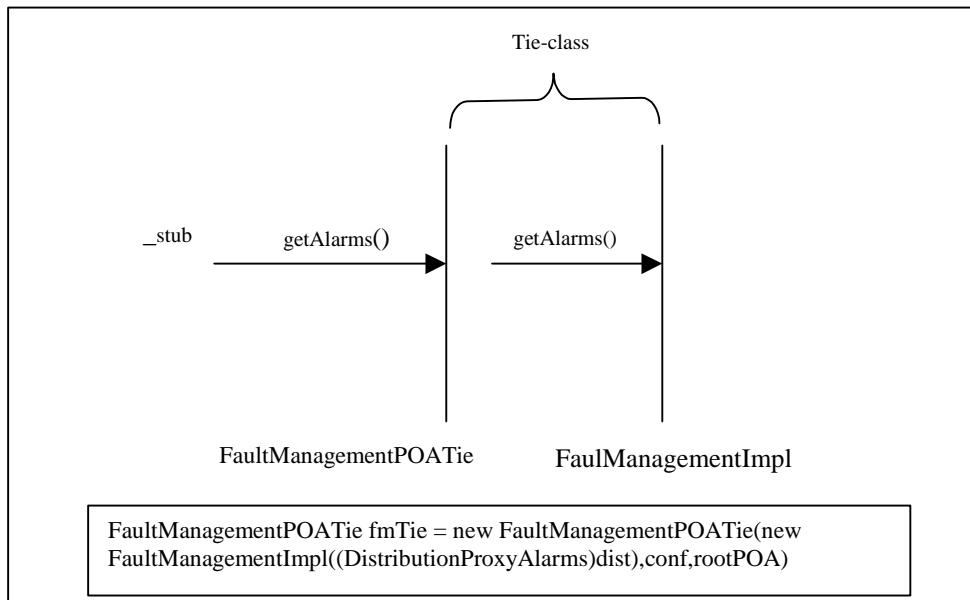 Tie-class
_stub
getAlarms()
getAlarms()
FaultManagementPOATie
FaulManagementImpl
FaultManagementPOATie fmTie = new FaultManagementPOATie(new
FaultManagementImpl((DistributionProxyAlarms)dist),conf,rootPOA)